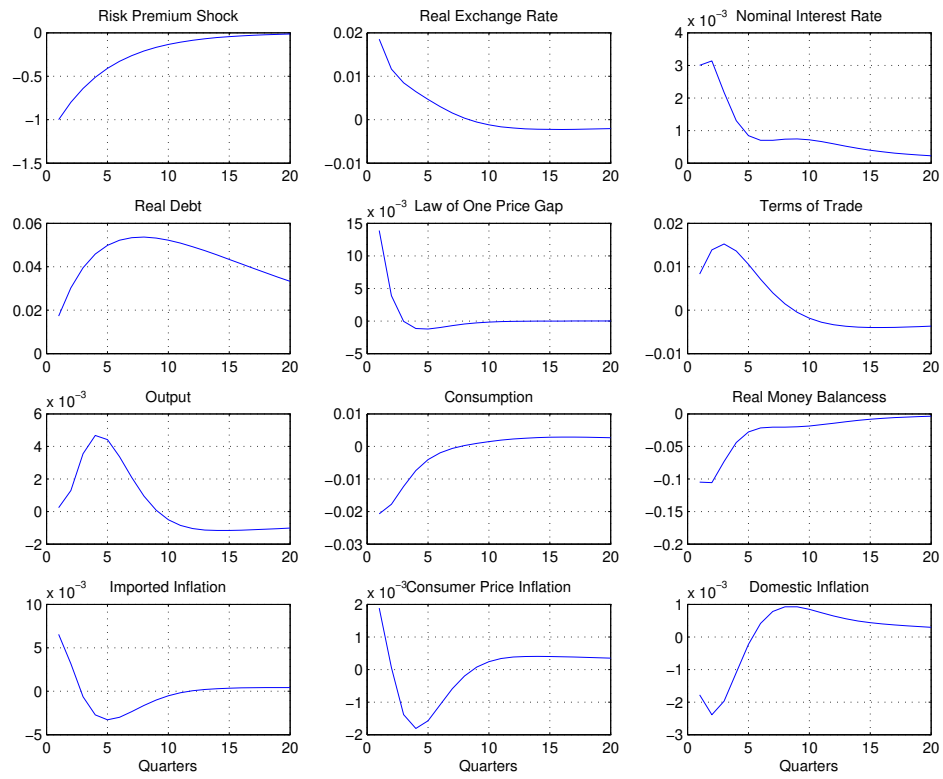 Risk Premium Shock
0
−0.5
−1
−1.5
0 5 10 15 20
Real Exchange Rate
0.02
0.01
0
−0.01
0 5 10 15 20
x 10−3 Nominal Interest Rate
4
3
2
1
0
0 5 10 15 20
Real Debt
0.06
0.04
0.02
0
0 5 10 15 20
x 10−3 Law of One Price Gap
15
10
5
0
−5
0 5 10 15 20
Terms of Trade
0.02
0.01
0
−0.01
0 5 10 15 20
x 10−3 Output
6
4
2
0
−2
0 5 10 15 20
Consumption
0.01
0
−0.01
−0.02
−0.03
0 5 10 15 20
Real Money Balancess
0
−0.05
−0.1
−0.15
−0.2
0 5 10 15 20
x 10−3 Imported Inflation
10
5
0
−5
0 5 10 15 20
Quarters
x 10−3 Consumer Price Inflation
2
1
0
−1
−2
0 5 10 15 20
Quarters
x 10−3 Domestic Inflation
1
0
−1
−2
−3
0 5 10 15 20
Quarters